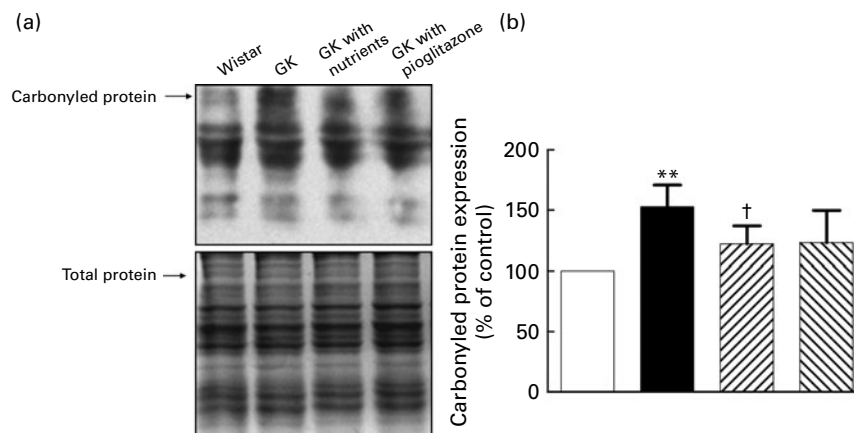 (a)
Wistar
GK
GK with
nutrients
GK with
pioglitazone
Carbonyled protein
Total protein
(b)
Carbonyled protein expression
(% of control)
200
150
100
50
0
**
†